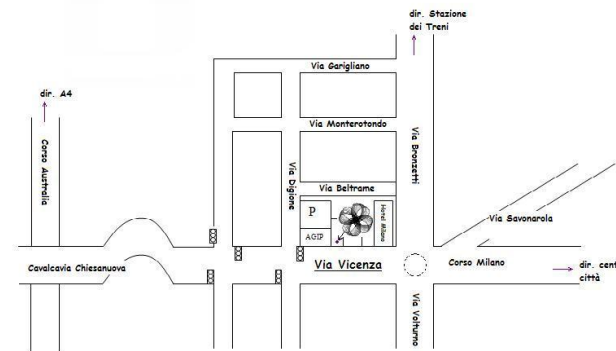 dir. Stazione
dei Treni
Via Garigliano
dir. A4
Via Monterotondo
Corso Australia
Via Bronzetti
Via Digione
Via Beltrame
P
Hotel Milano
Via Savonarola
AGIP
Cavalcavia Chiesanuova
Via Vicenza
Corso Milano
dir. cent
città
Via Volturno